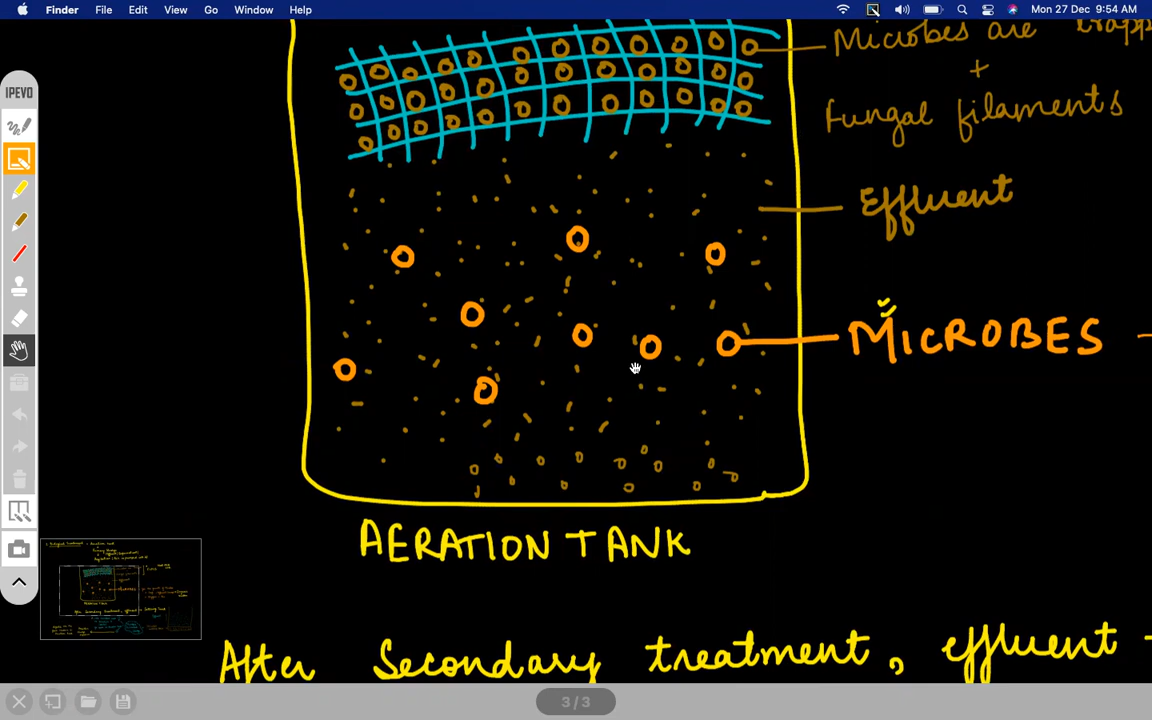 Finder File Edit View Go Window Help Mon 27 Dec 9:54 AM
IPEVO
Microbes are
+
Fungal filaments
Effluent
MICROBES
AERATION TANK
After Secondary treatment, effluent
3 / 3